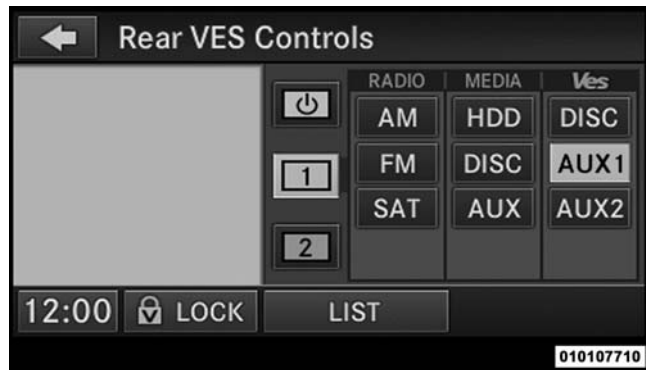 Rear VES Controls
RADIO MEDIA Ves
AM HDD DISC
1 FM DISC AUX1
SAT AUX AUX2
2
12:00 LOCK LIST
010107710